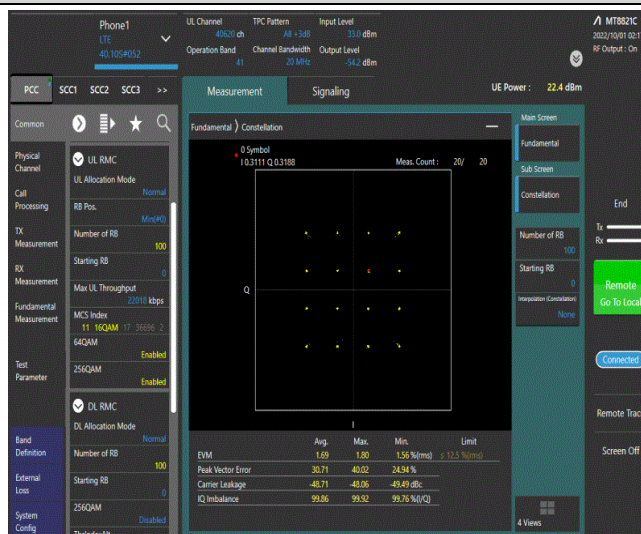 Phone1
LTE
40.105#052
UL Channel TPC Pattern Input Level
40620 ch All +3dB 33.0 dBm
Operation Band Channel Bandwidth Output Level
41 20 MHz -54.2 dBm
MT8821C
2022/10/01 02:1
RF Output : On
PCC SCC1 SCC2 SCC3 >>
Measurement Signaling
UE Power : 22.4 dBm
Common
Physical
Channel
Call
Processing
TX
Measurement
RX
Measurement
Fundamental
Measurement
Test
Parameter
Band
Definition
External
Loss
System
Config
UL RMC
UL Allocation Mode
Normal
RB Pos.
Min(#0)
Number of RB
100
Starting RB
0
Max UL Throughput
22018 kbps
MCS Index
11 16QAM 17 36696 2
64QAM
Enabled
256QAM
Enabled
DL RMC
DL Allocation Mode
Normal
Number of RB
100
Starting RB
0
256QAM
Disabled
Fundamental 〉 Constellation
0 Symbol
I 0.3111 Q 0.3188 Meas. Count : 20/ 20
Q
I
Avg. Max. Min. Limit
EVM 1.69 1.80 1.56 %(rms) ≤ 12.5 %(rms)
Peak Vector Error 30.71 40.02 24.94 %
Carrier Leakage -48.71 -48.06 -49.49 dBc
IQ Imbalance 99.86 99.92 99.76 %(I/Q)
Main Screen
Fundamental
Sub Screen
Constellation
Number of RB
100
Starting RB
0
Interpolation (Constellation)
None
4 Views
End
Tx
Rx
Remote
Go To Local
Connected
Remote Trac
Screen Off